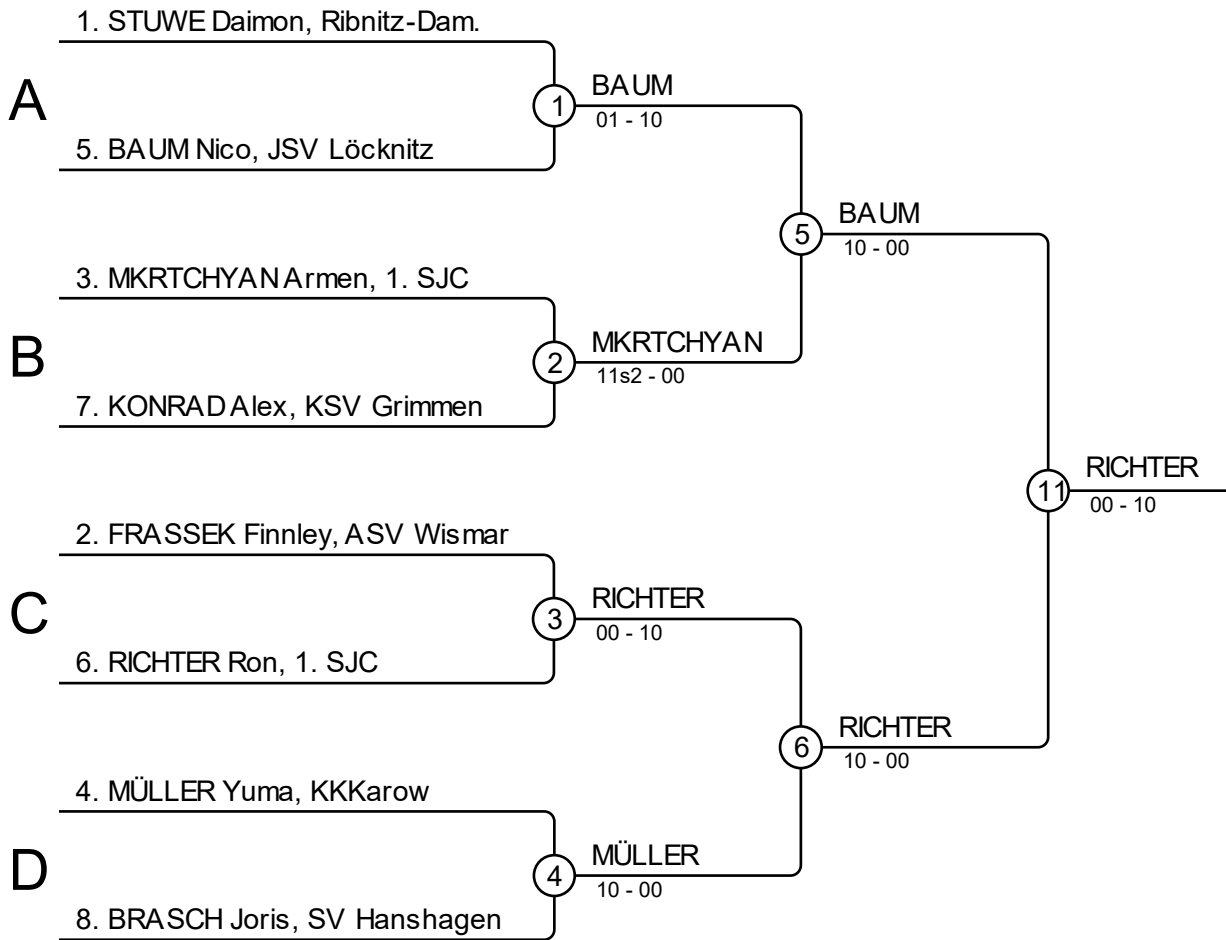 1. STUWE Daimon, Ribnitz-Dam.
A
1
BAUM
01 - 10
5. BAUM Nico, JSV Löcknitz
5
BAUM
10 - 00
3. MKRTCHYAN Armen, 1. SJC
B
2
MKRTCHYAN
11s2 - 00
7. KONRAD Alex, KSV Grimmen
11
RICHTER
00 - 10
2. FRASSEK Finnley, ASV Wismar
C
3
RICHTER
00 - 10
6. RICHTER Ron, 1. SJC
6
RICHTER
10 - 00
4. MÜLLER Yuma, KKKarow
D
4
MÜLLER
10 - 00
8. BRASCH Joris, SV Hanshagen